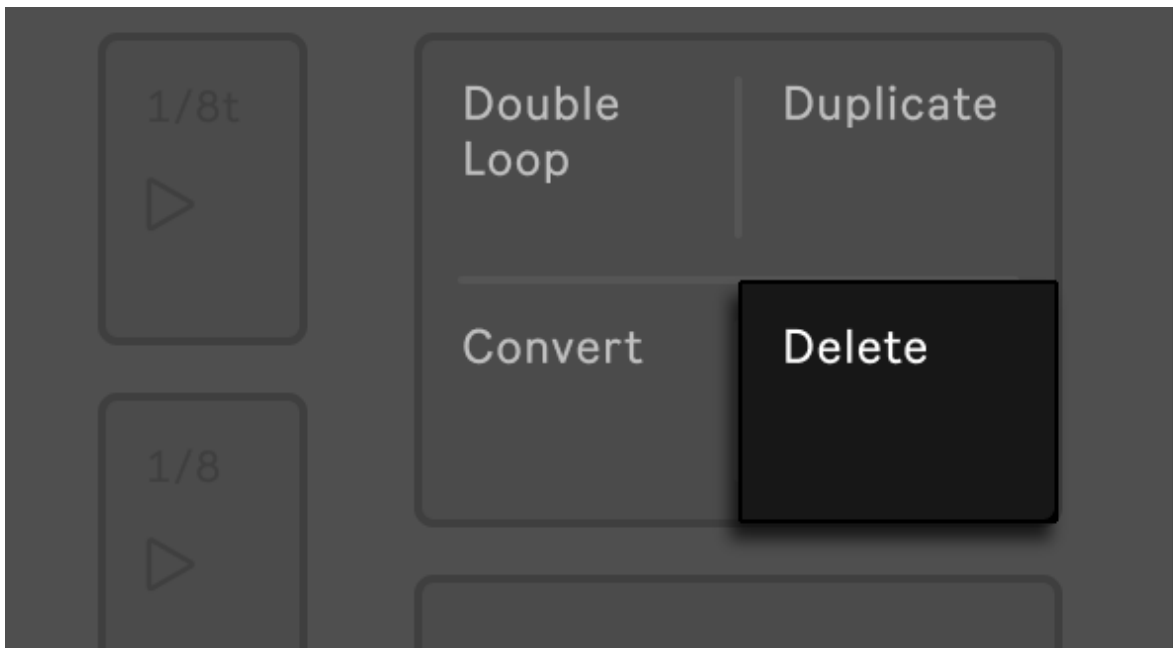 1/8t
Double
Loop
Duplicate
Convert
Delete
1/8